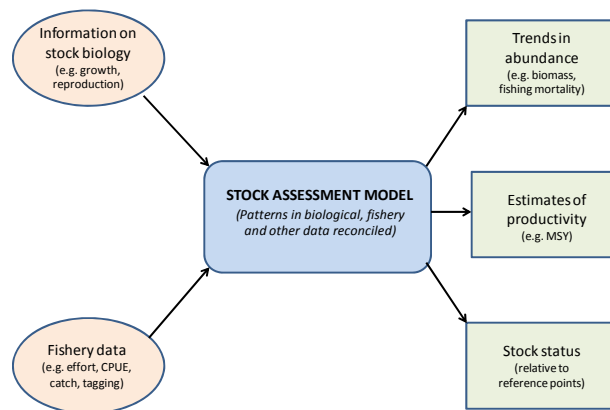 Information on
stock biology
(e.g. growth,
reproduction)
Trends in
abundance
(e.g. biomass,
fishing mortality)
STOCK ASSESSMENT MODEL
(Patterns in biological, fishery
and other data reconciled)
Estimates of
productivity
(e.g. MSY)
Fishery data
(e.g. effort, CPUE,
catch, tagging)
Stock status
(relative to
reference points)